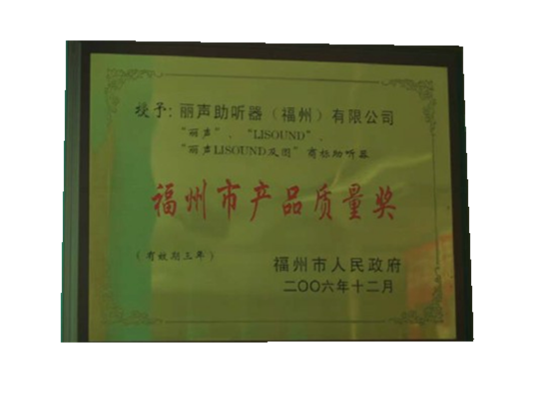 授予：丽声助听器（福州）有限公司
“丽声”、“LISOUND”、
“丽声LISOUND及图”商标助听器
福州市产品质量奖
（有效期三年）
福州市人民政府
二〇〇六年十二月